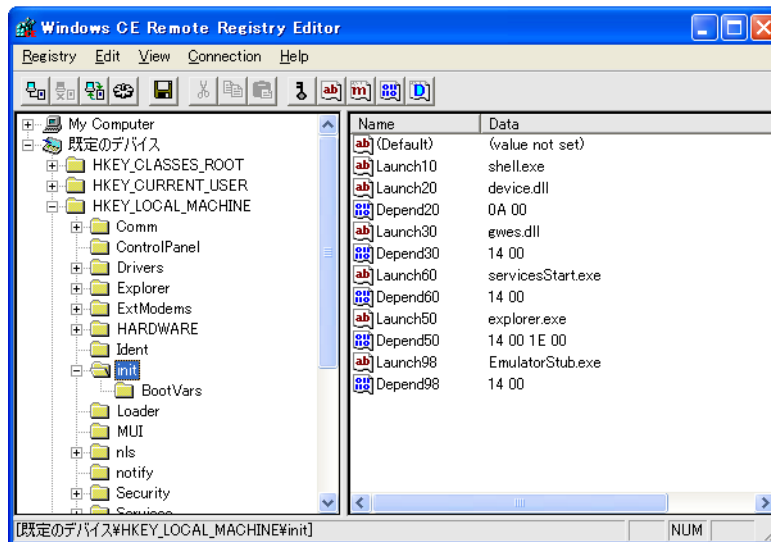 Windows CE Remote Registry Editor
Registry Edit View Connection Help
My Computer
既定のデバイス
HKEY_CLASSES_ROOT
HKEY_CURRENT_USER
HKEY_LOCAL_MACHINE
Comm
ControlPanel
Drivers
Explorer
ExtModems
HARDWARE
Ident
init
BootVars
Loader
MUI
nls
notify
Security
Services
Name Data
(Default) (value not set)
Launch10 shell.exe
Launch20 device.dll
Depend20 0A 00
Launch30 gwes.dll
Depend30 14 00
Launch60 servicesStart.exe
Depend60 14 00
Launch50 explorer.exe
Depend50 14 00 1E 00
Launch98 EmulatorStub.exe
Depend98 14 00
[既定のデバイス¥HKEY_LOCAL_MACHINE¥init] NUM